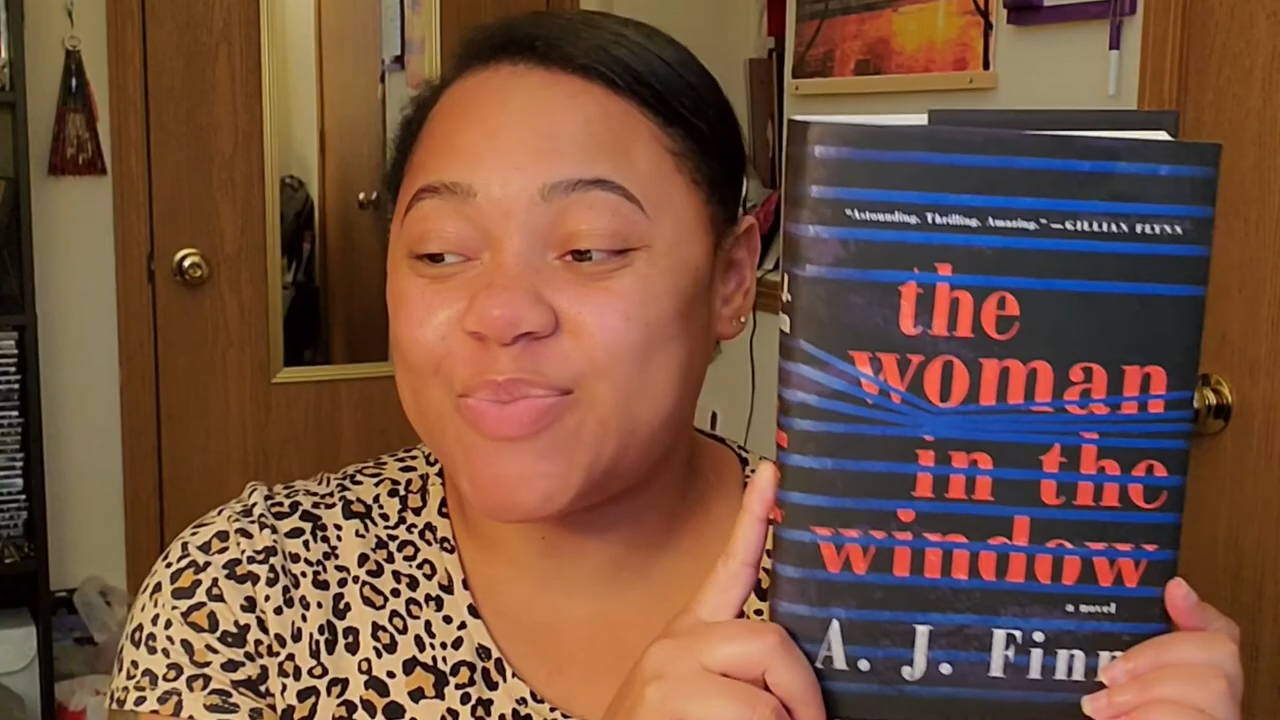 "Astounding. Thrilling. Amazing." —GILLIAN FLYNN
the
woman
in the
window
a novel
A. J. Finn